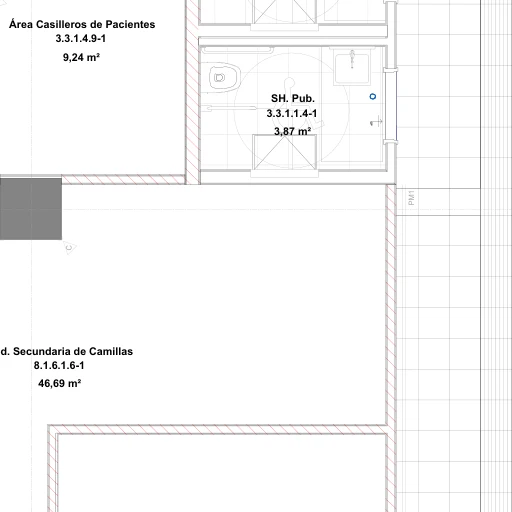 Área Casilleros de Pacientes
3.3.1.4.9-1
9,24 m²
SH. Pub.
3.3.1.1.4-1
3,87 m²
PM1
d. Secundaria de Camillas
8.1.6.1.6-1
46,69 m²